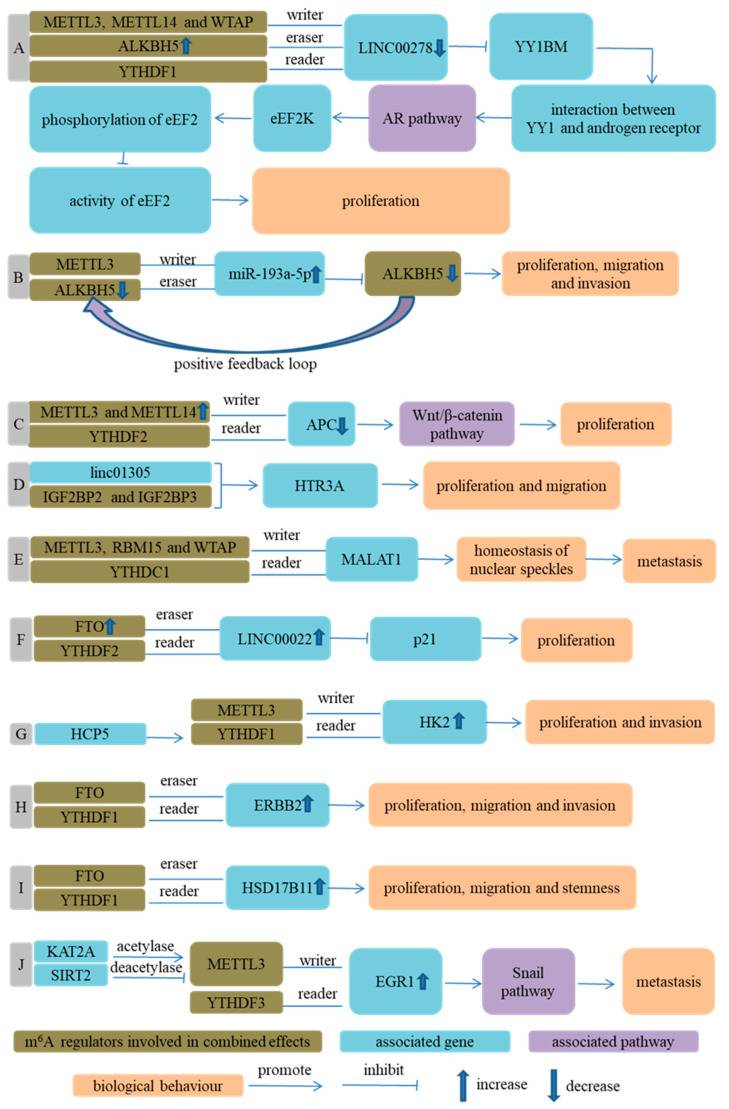 A
METTL3, METTL14 and WTAP
writer
ALKBH5
eraser
YTHDF1
reader
LINC00278
YY1BM
phosphorylation of eEF2
eEF2K
AR pathway
interaction between
YY1 and androgen receptor
activity of eEF2
proliferation
B
METTL3
writer
ALKBH5
eraser
miR-193a-5p
ALKBH5
proliferation, migration
and invasion
positive feedback loop
C
METTL3 and METTL14
writer
YTHDF2
reader
APC
Wnt/β-catenin
pathway
proliferation
D
linc01305
IGF2BP2 and IGF2BP3
HTR3A
proliferation and migration
E
METTL3, RBM15 and WTAP
writer
YTHDC1
reader
MALAT1
homeostasis of
nuclear speckles
metastasis
F
FTO
eraser
YTHDF2
reader
LINC00022
p21
proliferation
G
HCP5
METTL3
writer
YTHDF1
reader
HK2
proliferation and invasion
H
FTO
eraser
YTHDF1
reader
ERBB2
proliferation, migration and invasion
I
FTO
eraser
YTHDF1
reader
HSD17B11
proliferation, migration and stemness
J
KAT2A
acetylase
SIRT2
deacetylase
METTL3
writer
YTHDF3
reader
EGR1
Snail
pathway
metastasis
m⁶A regulators involved in combined effects
associated gene
associated pathway
biological behaviour
promote
inhibit
increase
decrease